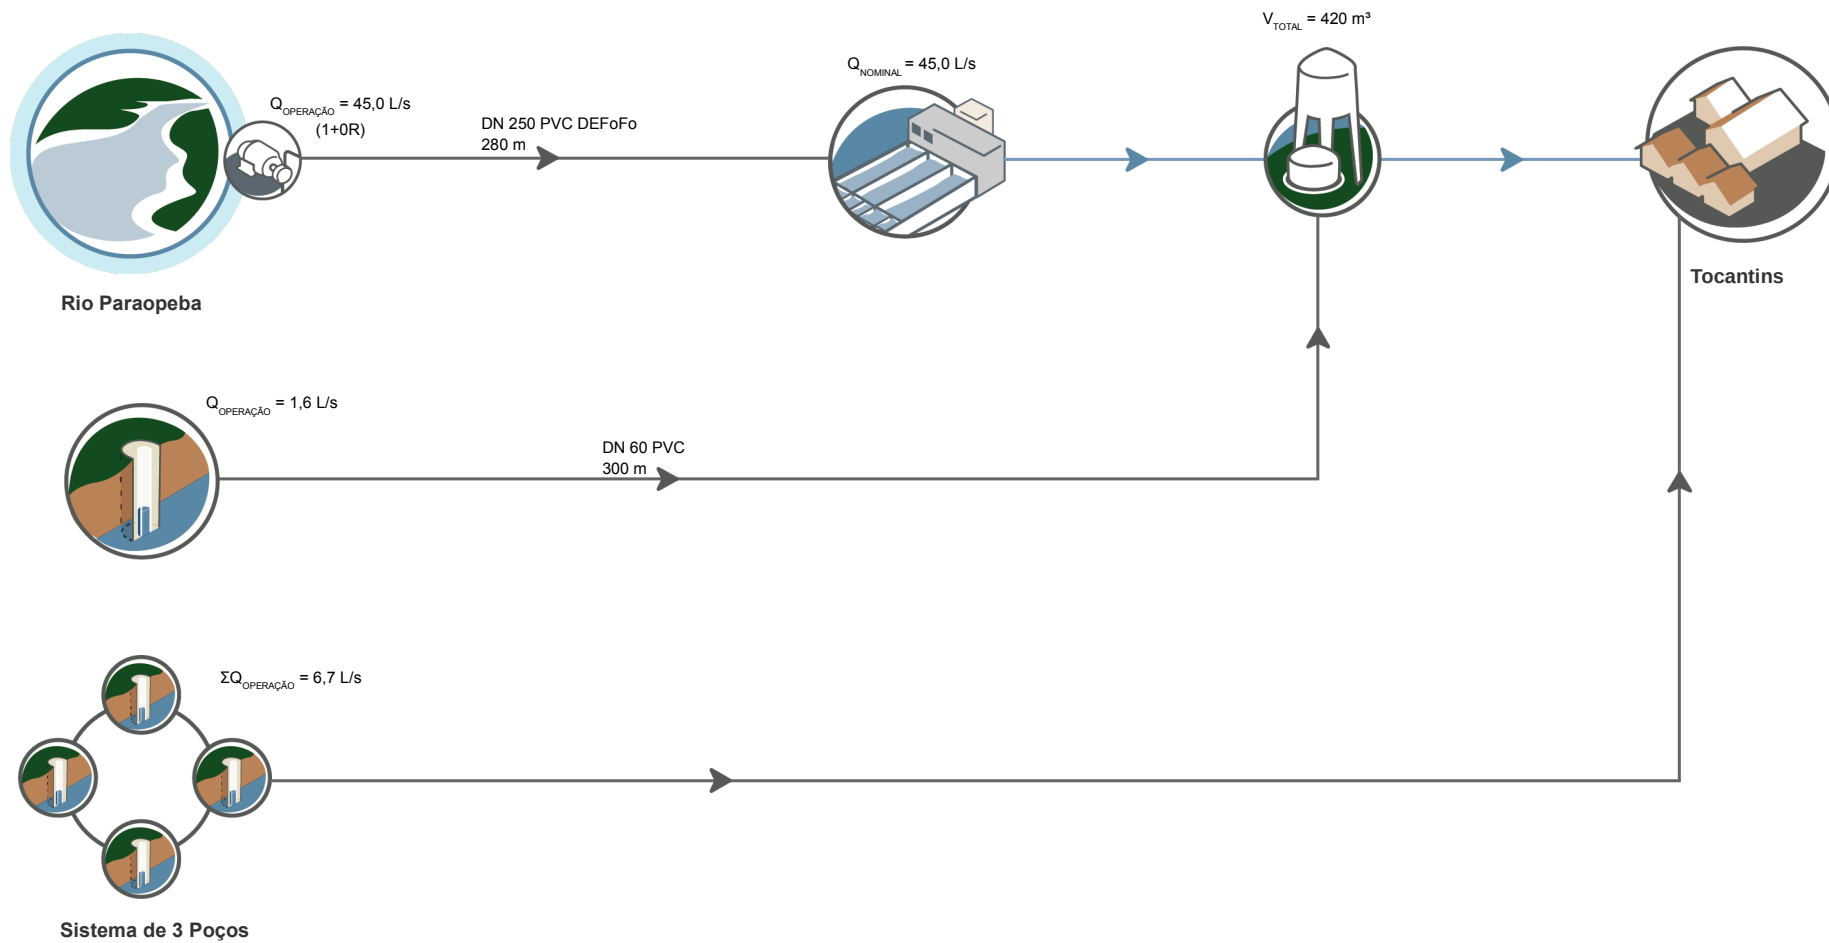 V_TOTAL = 420 m³
Q_NOMINAL = 45,0 L/s
Q_OPERAÇÃO = 45,0 L/s
(1+0R)
DN 250 PVC DEFoFo
280 m
Rio Paraopeba
Tocantins
Q_OPERAÇÃO = 1,6 L/s
DN 60 PVC
300 m
ΣQ_OPERAÇÃO = 6,7 L/s
Sistema de 3 Poços